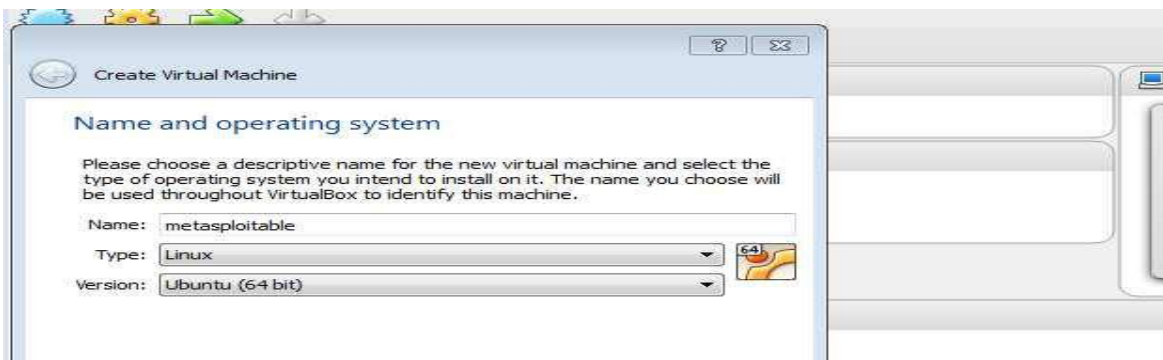 Create Virtual Machine
Name and operating system
Please choose a descriptive name for the new virtual machine and select the
type of operating system you intend to install on it. The name you choose will
be used throughout VirtualBox to identify this machine.
Name: metasploitable
Type: Linux
64
Version: Ubuntu (64 bit)